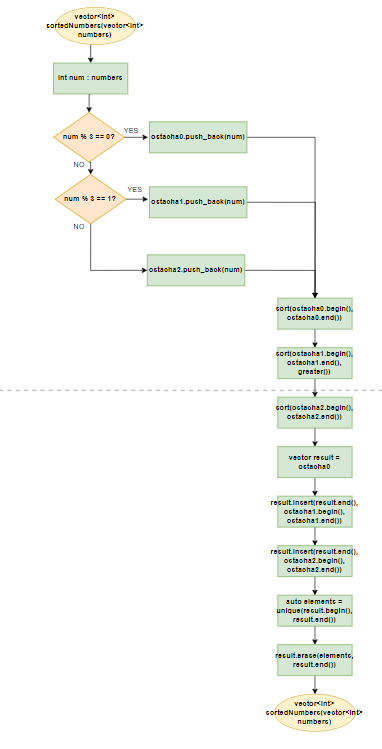 vector<int>
sortedNumbers(vector<int>
numbers)
int num : numbers
num % 3 == 0?
YES
ostacha0.push_back(num)
NO
num % 3 == 1?
YES
ostacha1.push_back(num)
NO
ostacha2.push_back(num)
sort(ostacha0.begin(),
ostacha0.end())
sort(ostacha1.begin(),
ostacha1.end(),
greater())
sort(ostacha2.begin(),
ostacha2.end())
vector result =
ostacha0
result.insert(result.end(),
ostacha1.begin(),
ostacha1.end())
result.insert(result.end(),
ostacha2.begin(),
ostacha2.end())
auto elements =
unique(result.begin(),
result.end())
result.erase(elements,
result.end())
vector<int>
sortedNumbers(vector<int>
numbers)